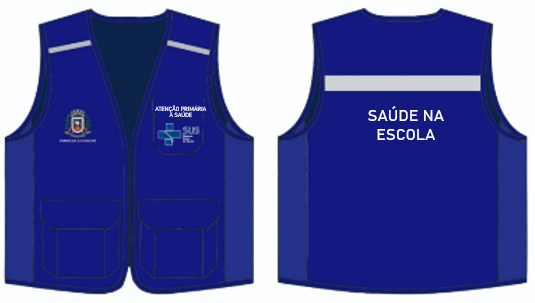 ATENÇÃO PRIMÁRIA
À SAÚDE
SUS
SAÚDE NA
ESCOLA